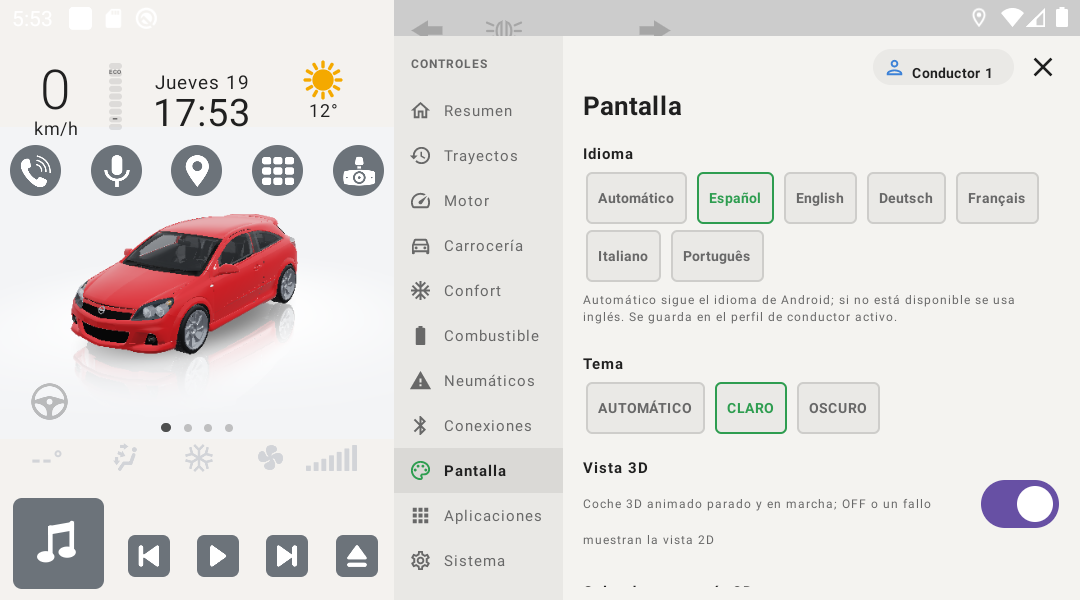 5:53
0
km/h
ECO
Jueves 19
17:53
12°
--°
CONTROLES
Resumen
Trayectos
Motor
Carrocería
Confort
Combustible
Neumáticos
Conexiones
Pantalla
Aplicaciones
Sistema
Conductor 1
Pantalla
Idioma
Automático Español English Deutsch Français
Italiano Português
Automático sigue el idioma de Android; si no está disponible se usa
inglés. Se guarda en el perfil de conductor activo.
Tema
AUTOMÁTICO CLARO OSCURO
Vista 3D
Coche 3D animado parado y en marcha; OFF o un fallo
muestran la vista 2D